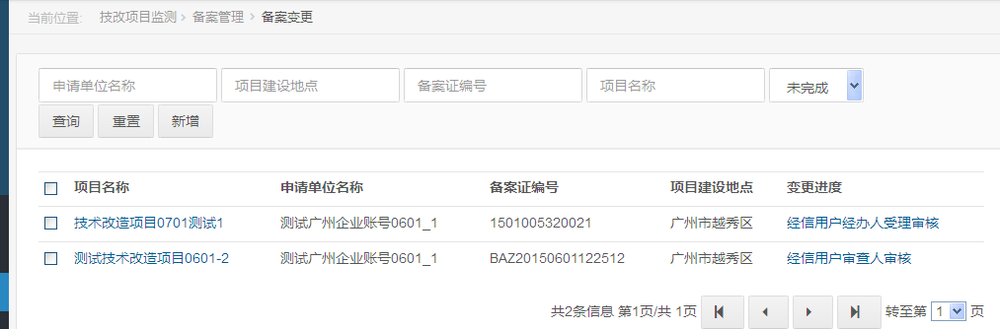 当前位置: 技改项目监测 > 备案管理 > 备案变更
申请单位名称 项目建设地点 备案证编号 项目名称 未完成
查询 重置 新增
项目名称 申请单位名称 备案证编号 项目建设地点 变更进度
技术改造项目0701测试1 测试广州企业账号0601_1 1501005320021 广州市越秀区 经信用户经办人受理审核
测试技术改造项目0601-2 测试广州企业账号0601_1 BAZ20150601122512 广州市越秀区 经信用户审查人审核
共2条信息 第1页/共 1页 转至第 1 页